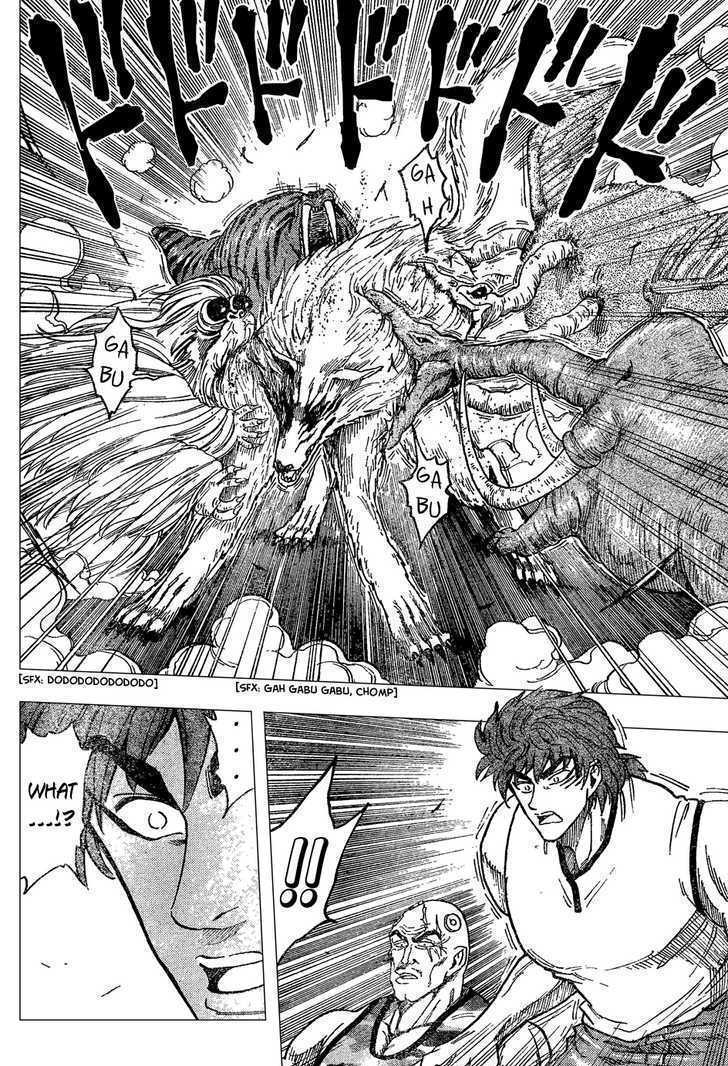 ドドドドドドド
GA
H
GA
BU
GA
BU
[SFX: DODODODODODODO]
[SFX: GAH GABU GABU, CHOMP]
!!
...
WHAT
....!?